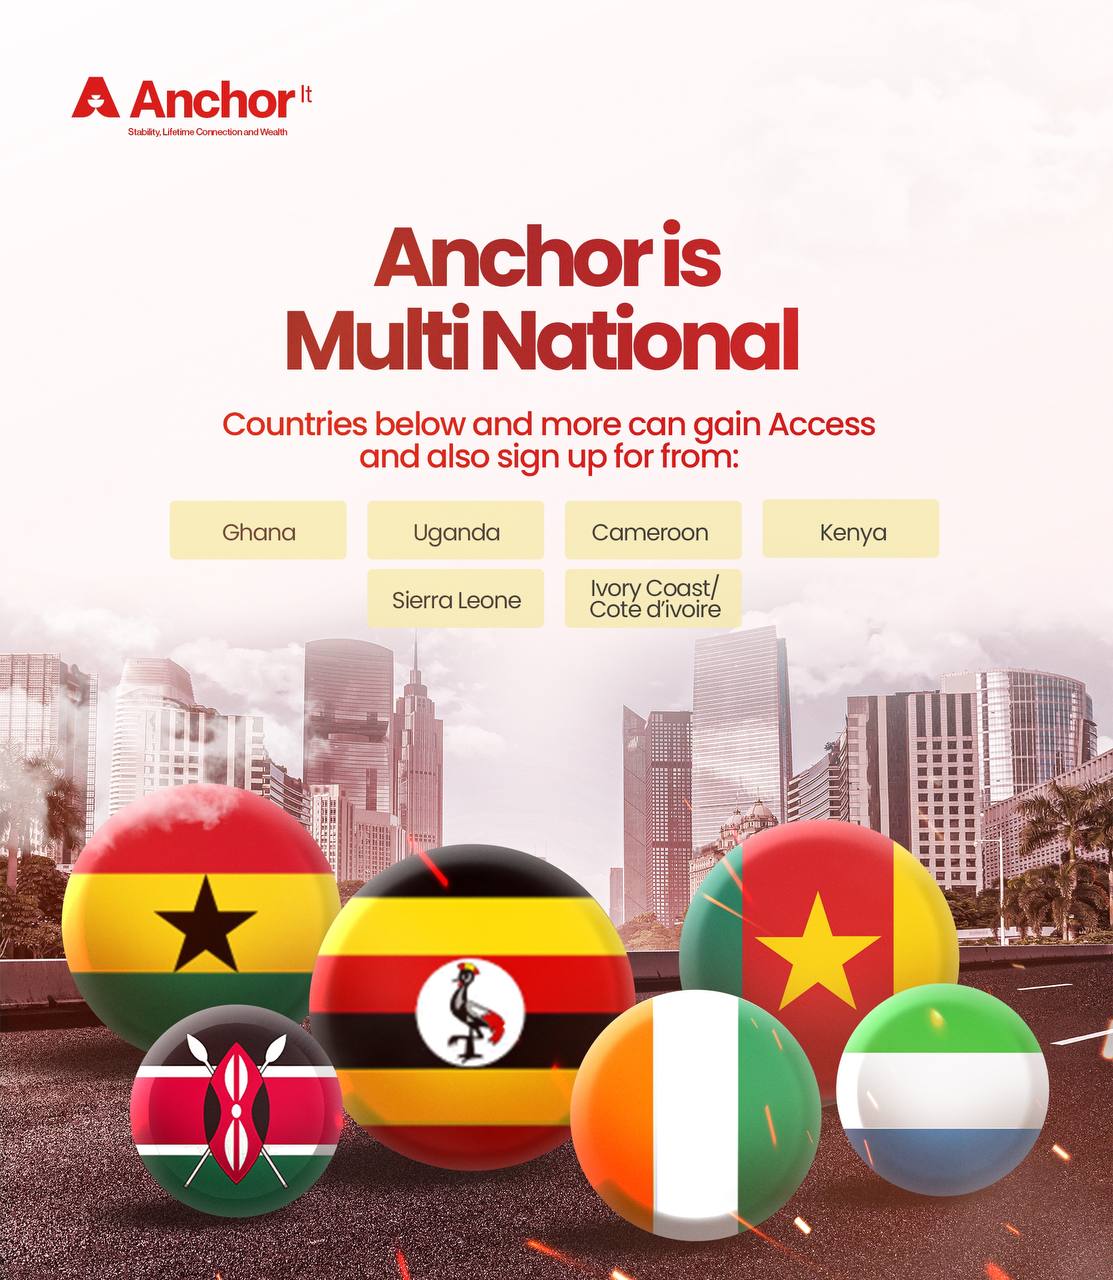 Anchor It
Stability, Lifetime Connection and Wealth
Anchor is
Multi National
Countries below and more can gain Access
and also sign up for from:
Ghana
Uganda
Cameroon
Kenya
Sierra Leone
Ivory Coast/
Cote d'ivoire